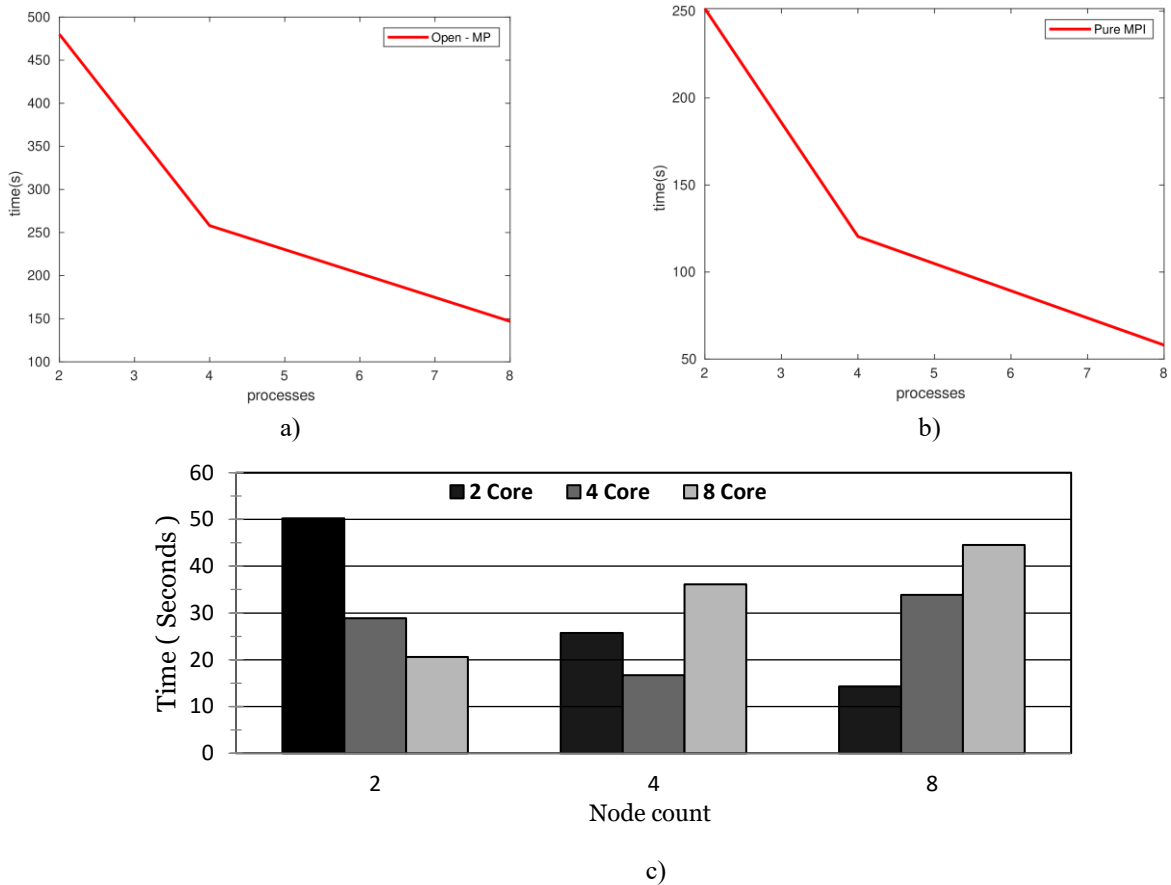 500
450
400
350
300
250
200
150
100
time(s)
2 3 4 5 6 7 8
processes
Open - MP
a)
250
200
150
100
50
time(s)
2 3 4 5 6 7 8
processes
Pure MPI
b)
60
50
40
30
20
10
0
Time ( Seconds )
2 Core 4 Core 8 Core
2 4 8
Node count
c)